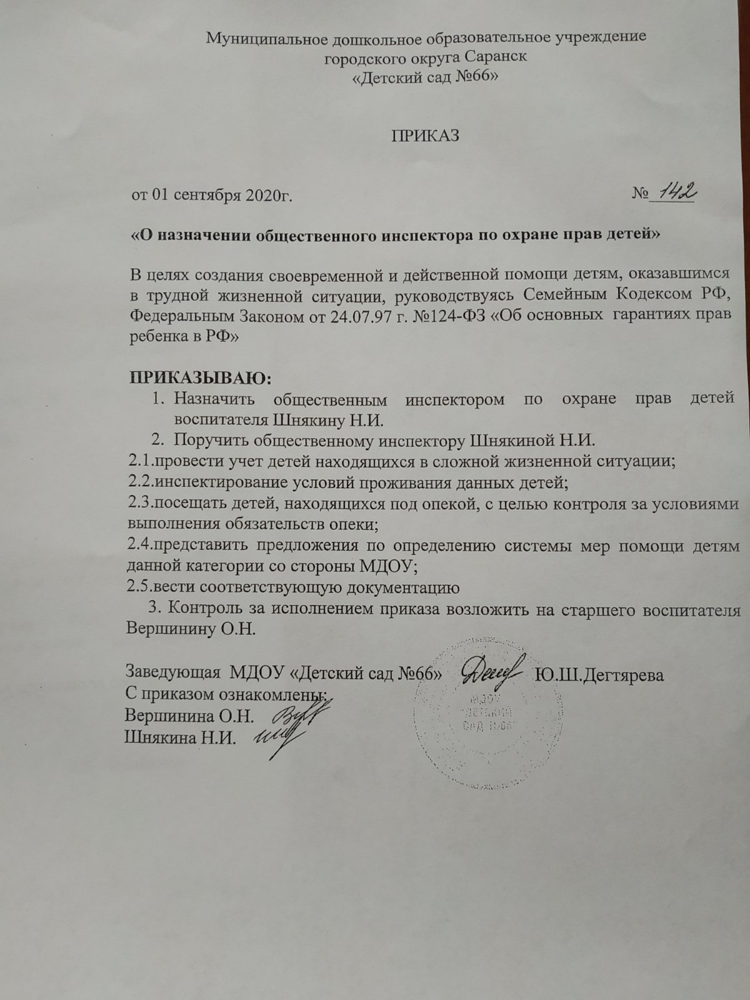 Муниципальное дошкольное образовательное учреждение
городского округа Саранск
«Детский сад №66»
ПРИКАЗ
от 01 сентября 2020г. № 142
«О назначении общественного инспектора по охране прав детей»
В целях создания своевременной и действенной помощи детям, оказавшимся
в трудной жизненной ситуации, руководствуясь Семейным Кодексом РФ,
Федеральным Законом от 24.07.97 г. №124-ФЗ «Об основных гарантиях прав
ребенка в РФ»
ПРИКАЗЫВАЮ:
1. Назначить общественным инспектором по охране прав детей
воспитателя Шнякину Н.И.
2. Поручить общественному инспектору Шнякиной Н.И.
2.1.провести учет детей находящихся в сложной жизненной ситуации;
2.2.инспектирование условий проживания данных детей;
2.3.посещать детей, находящихся под опекой, с целью контроля за условиями
выполнения обязательств опеки;
2.4.представить предложения по определению системы мер помощи детям
данной категории со стороны МДОУ;
2.5.вести соответствующую документацию
3. Контроль за исполнением приказа возложить на старшего воспитателя
Вершинину О.Н.
Заведующая МДОУ «Детский сад №66» Ю.Ш.Дегтярева
С приказом ознакомлены:
Вершинина О.Н.
Шнякина Н.И.
МДОУ
"ДЕТСКИЙ
САД №66"